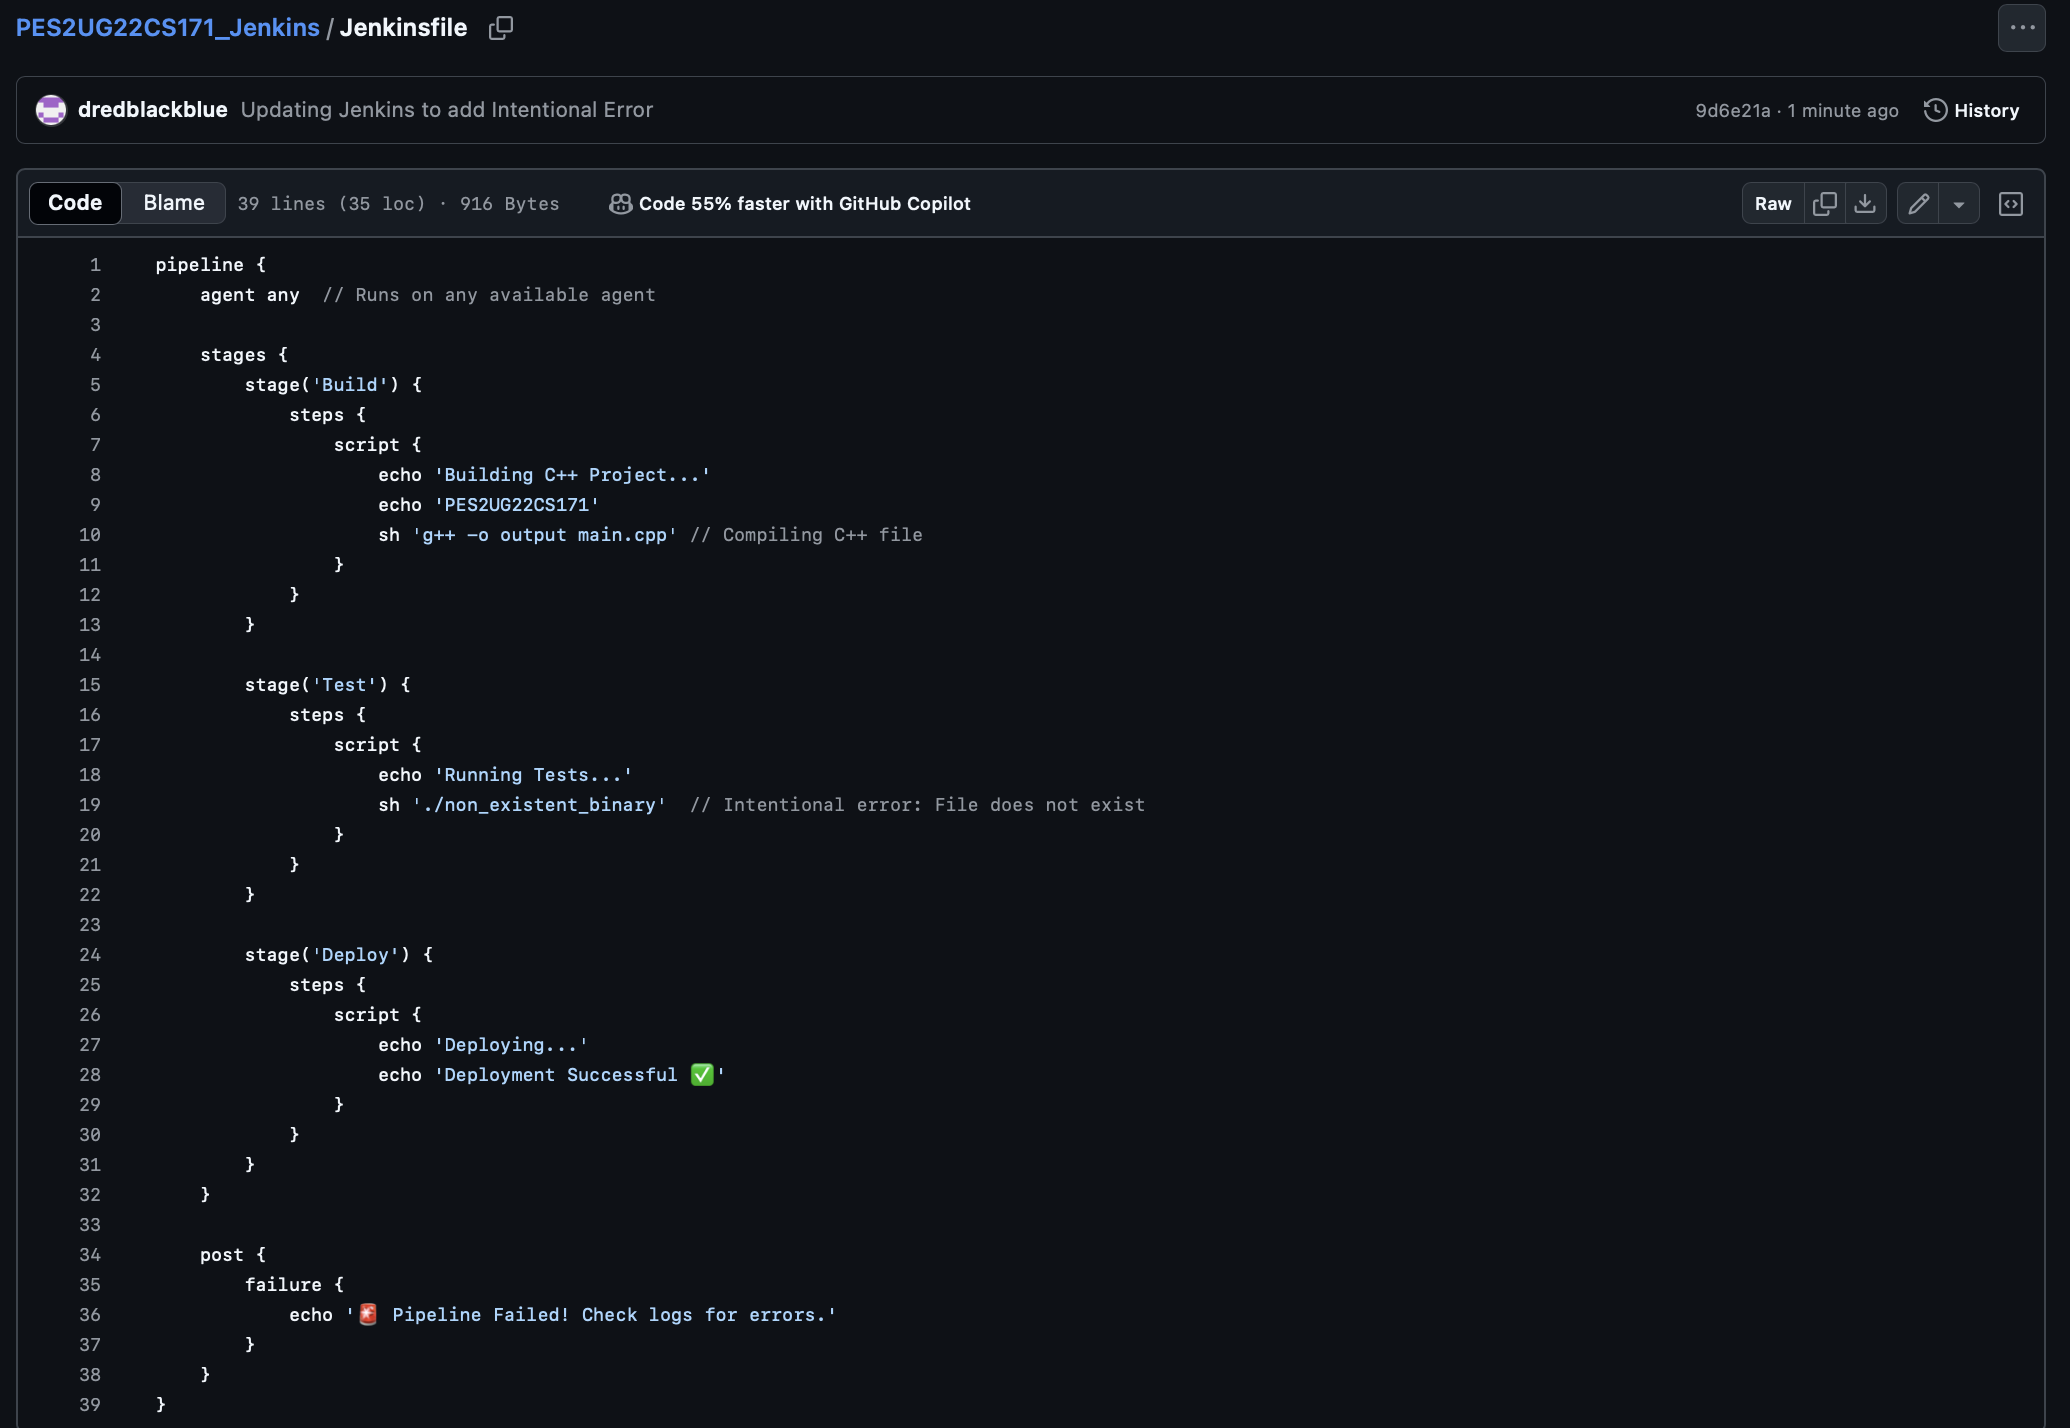 PES2UG22CS171_Jenkins / Jenkinsfile
dredblackblue Updating Jenkins to add Intentional Error 9d6e21a · 1 minute ago History
Code Blame 39 lines (35 loc) · 916 Bytes Code 55% faster with GitHub Copilot Raw
1 pipeline {
2     agent any  // Runs on any available agent
3
4     stages {
5         stage('Build') {
6             steps {
7                 script {
8                     echo 'Building C++ Project...'
9                     echo 'PES2UG22CS171'
10                     sh 'g++ -o output main.cpp' // Compiling C++ file
11                 }
12             }
13         }
14
15         stage('Test') {
16             steps {
17                 script {
18                     echo 'Running Tests...'
19                     sh './non_existent_binary'  // Intentional error: File does not exist
20                 }
21             }
22         }
23
24         stage('Deploy') {
25             steps {
26                 script {
27                     echo 'Deploying...'
28                     echo 'Deployment Successful ✅'
29                 }
30             }
31         }
32     }
33
34     post {
35         failure {
36             echo '🚨 Pipeline Failed! Check logs for errors.'
37         }
38     }
39 }